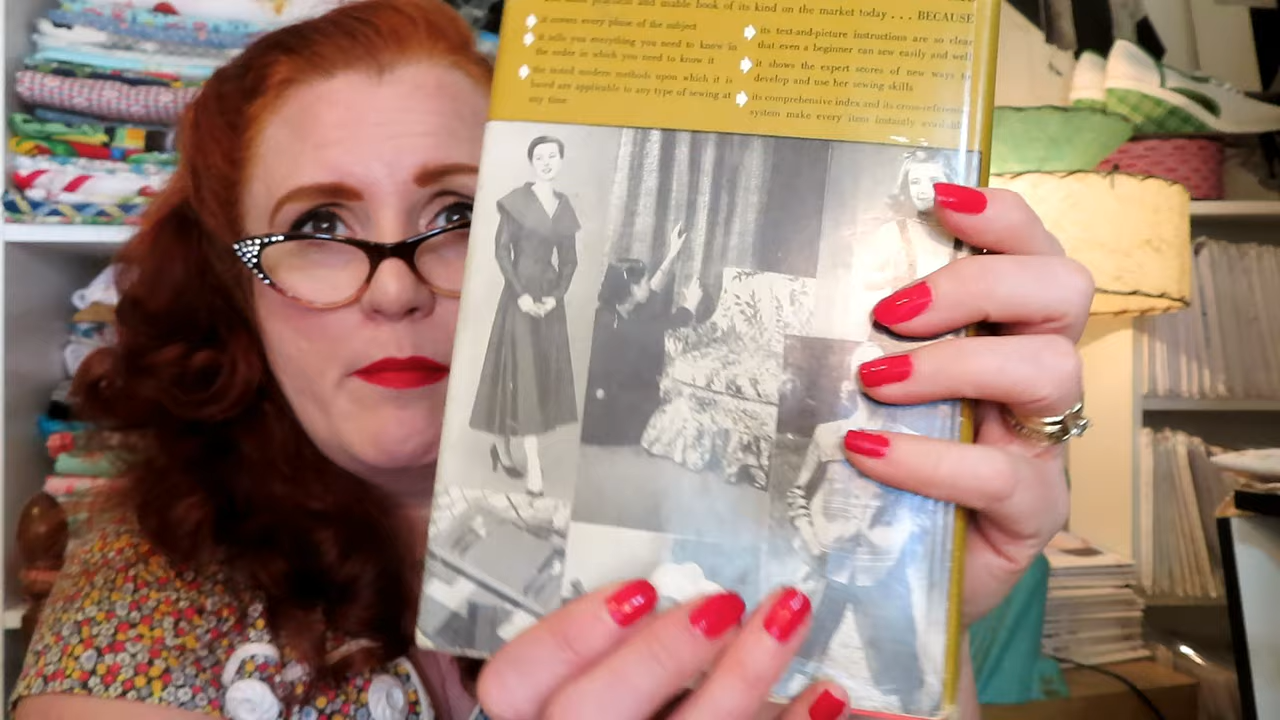 practical and usable book of its kind on the market today . . . BECAUSE
it covers every phase of the subject
it tells you everything you need to know in
the order in which you need to know it
the noted modern methods upon which it is
based are applicable to any type of sewing at
any time
its text-and-picture instructions are so clear
that even a beginner can sew easily and well
it shows the expert scores of new ways to
develop and use her sewing skills
its comprehensive index and its cross-reference
system make every item instantly available